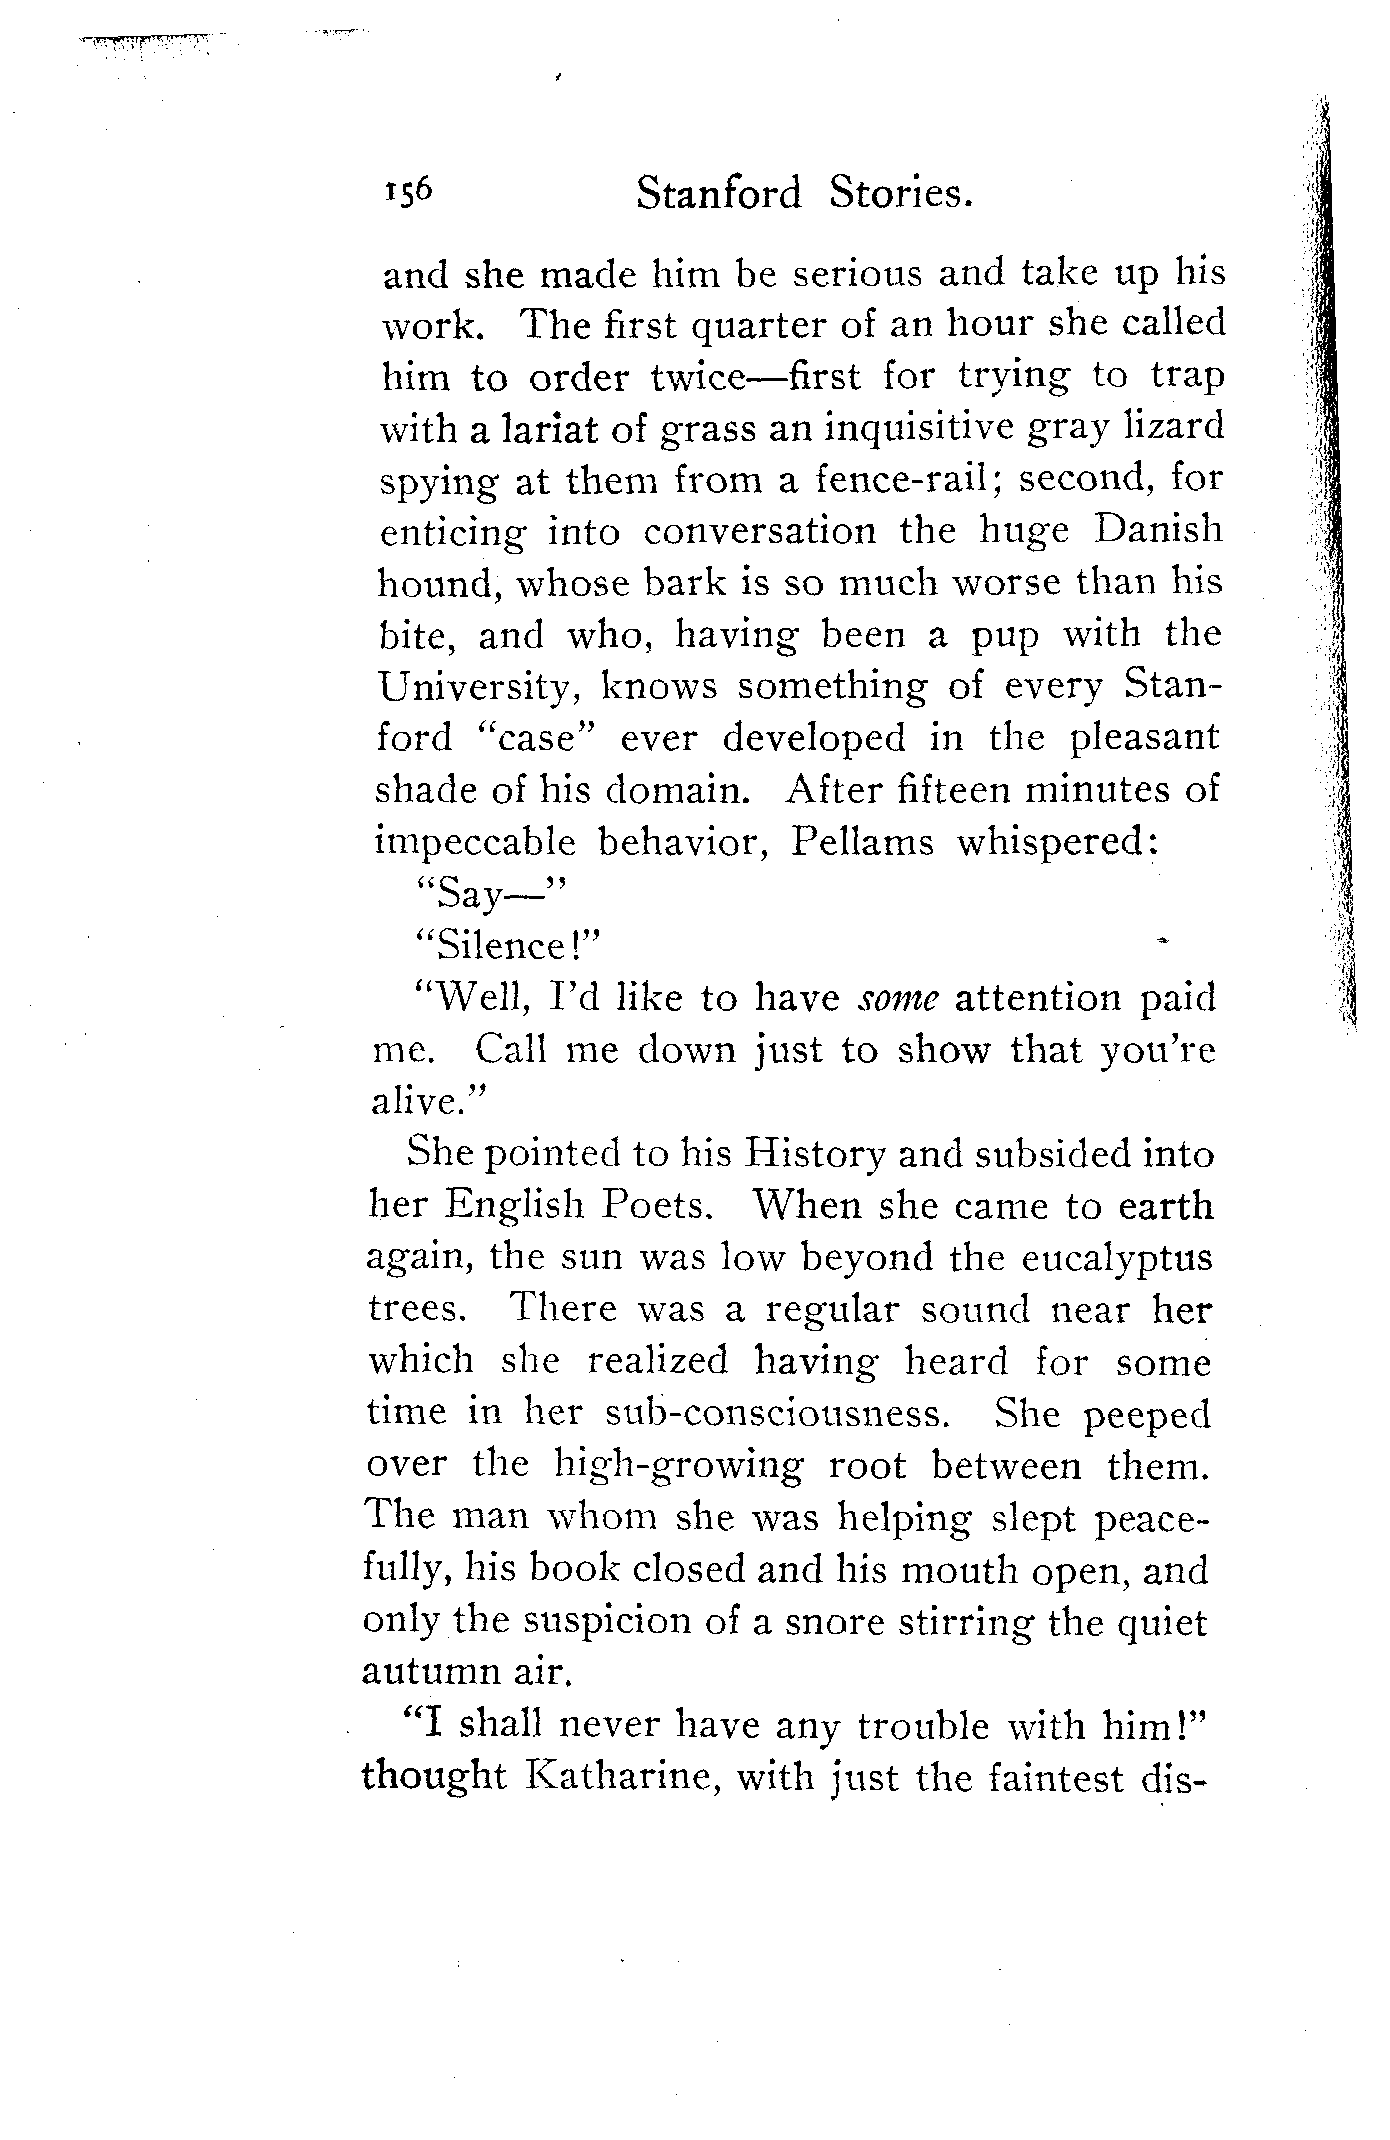 156 Stanford Stories.
and she made him be serious and take up his
work. The first quarter of an hour she called
him to order twice—first for trying to trap
with a lariat of grass an inquisitive gray lizard
spying at them from a fence-rail; second, for
enticing into conversation the huge Danish
hound, whose bark is so much worse than his
bite, and who, having been a pup with the
University, knows something of every Stan-
ford "case" ever developed in the pleasant
shade of his domain. After fifteen minutes of
impeccable behavior, Pellams whispered:
"Say—"
"Silence!"
"Well, I'd like to have some attention paid
me. Call me down just to show that you're
alive."
She pointed to his History and subsided into
her English Poets. When she came to earth
again, the sun was low beyond the eucalyptus
trees. There was a regular sound near her
which she realized having heard for some
time in her sub-consciousness. She peeped
over the high-growing root between them.
The man whom she was helping slept peace-
fully, his book closed and his mouth open, and
only the suspicion of a snore stirring the quiet
autumn air.
"I shall never have any trouble with him!"
thought Katharine, with just the faintest dis-